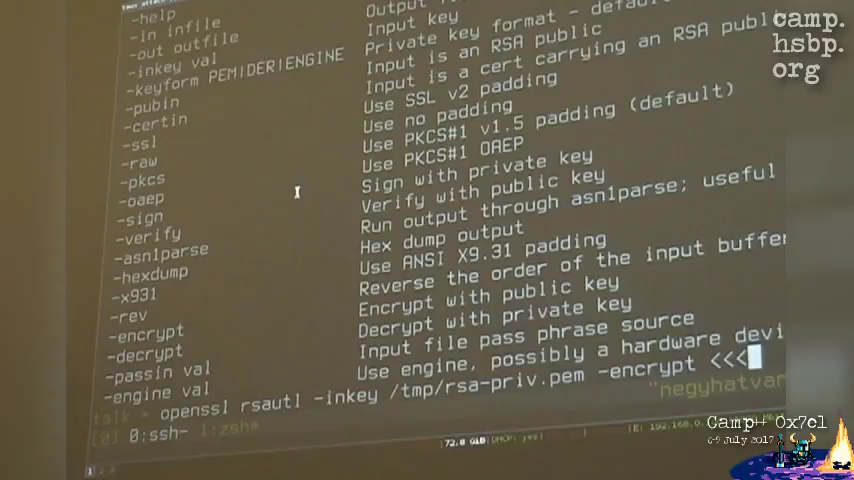 -help Output
-in infile Input
-out outfile Input key
-inkey val Private key format - defau
-keyform PEM|DER|ENGINE Input is an RSA public
-pubin Input is a cert carrying an RSA publ
-certin Use SSL v2 padding
-ssl Use no padding
-raw Use PKCS#1 v1.5 padding (default)
-pkcs Use PKCS#1 OAEP
-oaep Sign with private key
-sign Verify with public key
-verify Run output through asn1parse; useful
-asn1parse Hex dump output
-hexdump Use ANSI X9.31 padding
-x931 Reverse the order of the input buffe
-rev Encrypt with public key
-encrypt Decrypt with private key
-decrypt Input file pass phrase source
-passin val Use engine, possibly a hardware devi
-engine val
talk openssl rsautl -inkey /tmp/rsa-priv.pem -encrypt <<<
[0] 0:ssh- 1:zsh* "negyhatvan
[72.8 GiB|DHCP: yes|
camp.
hsbp.
org
Camp++ 0x7c1
6-9 July 2017